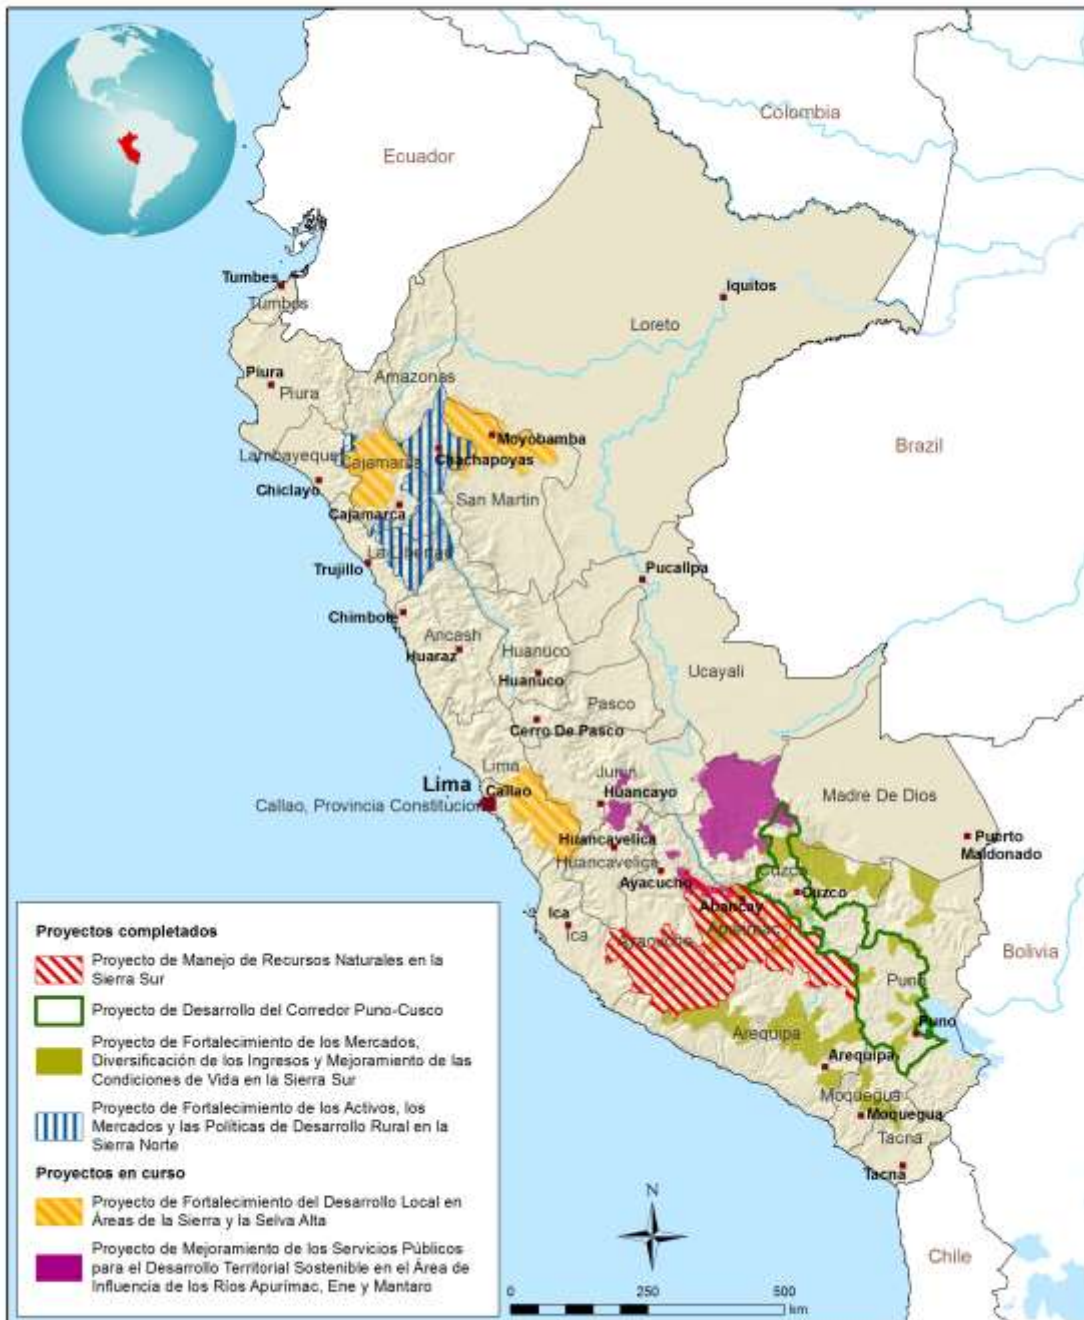 Colombia
Ecuador
Tumbes
Tumbes
Iquitos
Loreto
Amazonas
Piura
Piura
Moyobamba
Brazil
Lambayeque
Cajamarca
Chachapoyas
Chiclayo
San Martin
Cajamarca
La Libertad
Trujillo
Pucallpa
Chimbote
Ancash
Huaraz
Huanuco
Huanuco
Ucayali
Pasco
Cerro De Pasco
Lima
Junin
Lima
Callao
Huancayo
Madre De Dios
Callao, Provincia Constitucion
Huancavelica
Puerto
Maldonado
Huancavelica
Cuzco
Ayacucho
Cuzco
Abancay
Ica
Ica
Ayacucho
Apurimac
Bolivia
Puno
Puno
Arequipa
Arequipa
Moquegua
Moquegua
Tacna
Tacna
Chile
Proyectos completados
Proyecto de Manejo de Recursos Naturales en la
Sierra Sur
Proyecto de Desarrollo del Corredor Puno-Cusco
Proyecto de Fortalecimiento de los Mercados,
Diversificación de los Ingresos y Mejoramiento de las
Condiciones de Vida en la Sierra Sur
Proyecto de Fortalecimiento de los Activos, los
Mercados y las Políticas de Desarrollo Rural en la
Sierra Norte
Proyectos en curso
Proyecto de Fortalecimiento del Desarrollo Local en
Áreas de la Sierra y la Selva Alta
Proyecto de Mejoramiento de los Servicios Públicos
para el Desarrollo Territorial Sostenible en el Área de
Influencia de los Ríos Apurímac, Ene y Mantaro
N
0 250 500
km